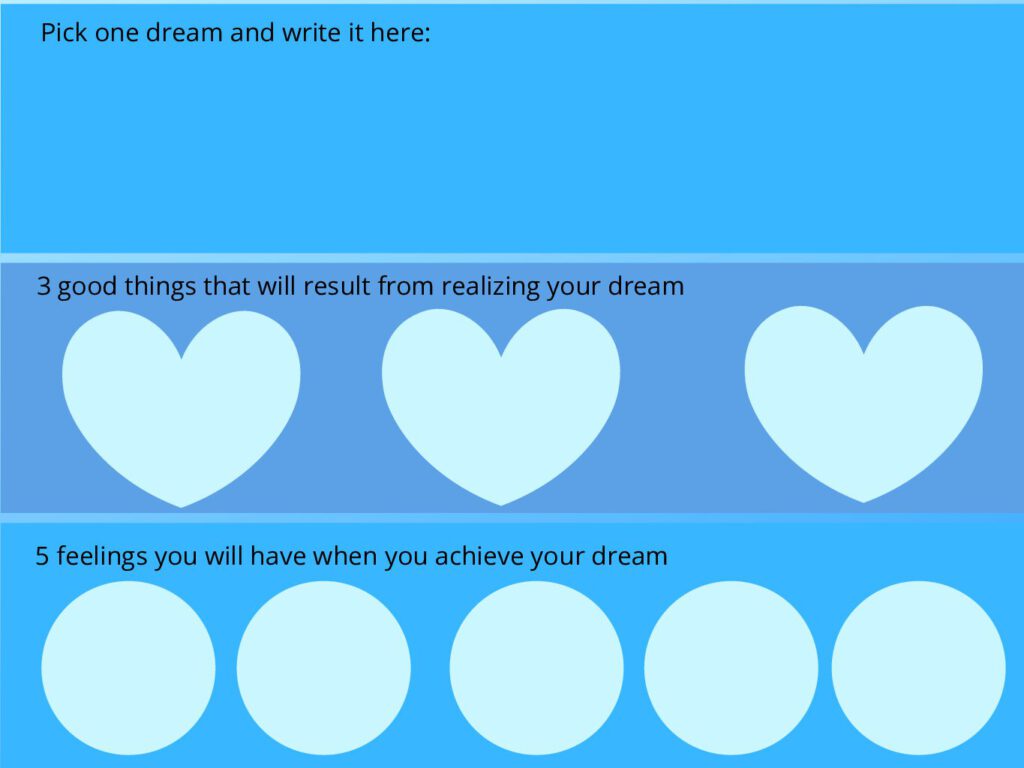 Pick one dream and write it here:
3 good things that will result from realizing your dream
5 feelings you will have when you achieve your dream